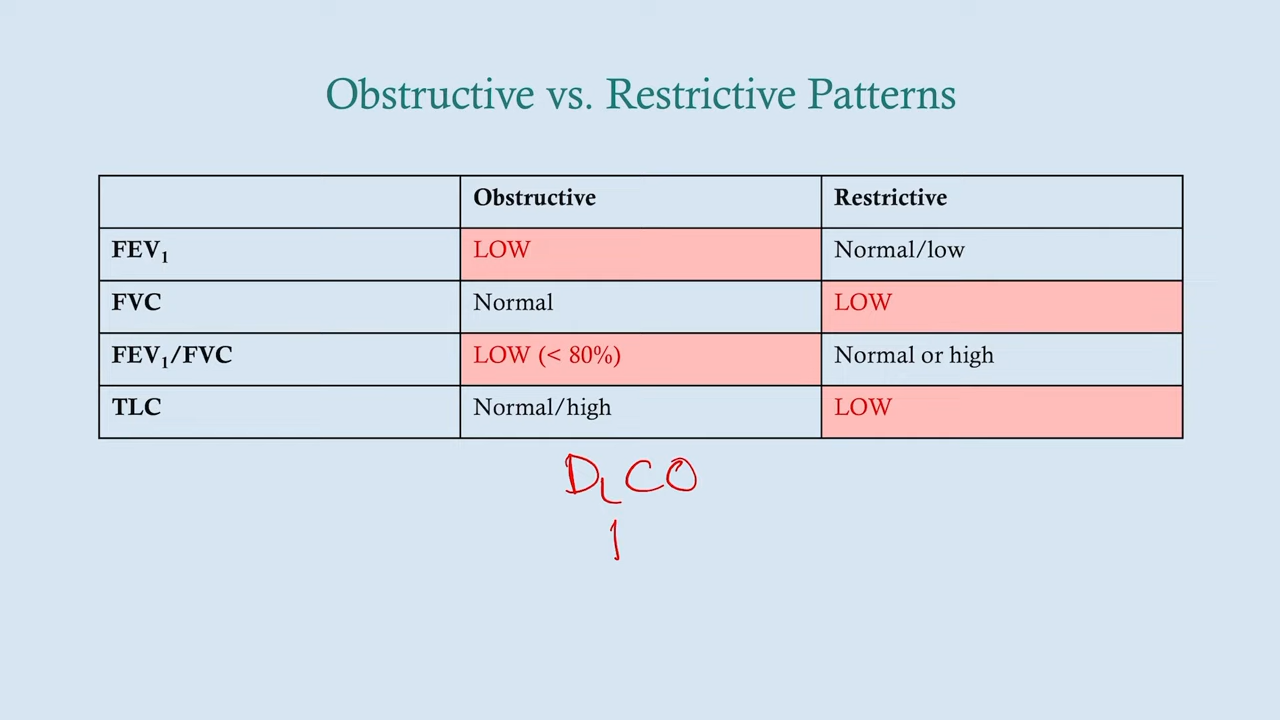 Obstructive vs. Restrictive Patterns
Obstructive Restrictive
FEV₁ LOW Normal/low
FVC Normal LOW
FEV₁/FVC LOW (< 80%) Normal or high
TLC Normal/high LOW
DLCO